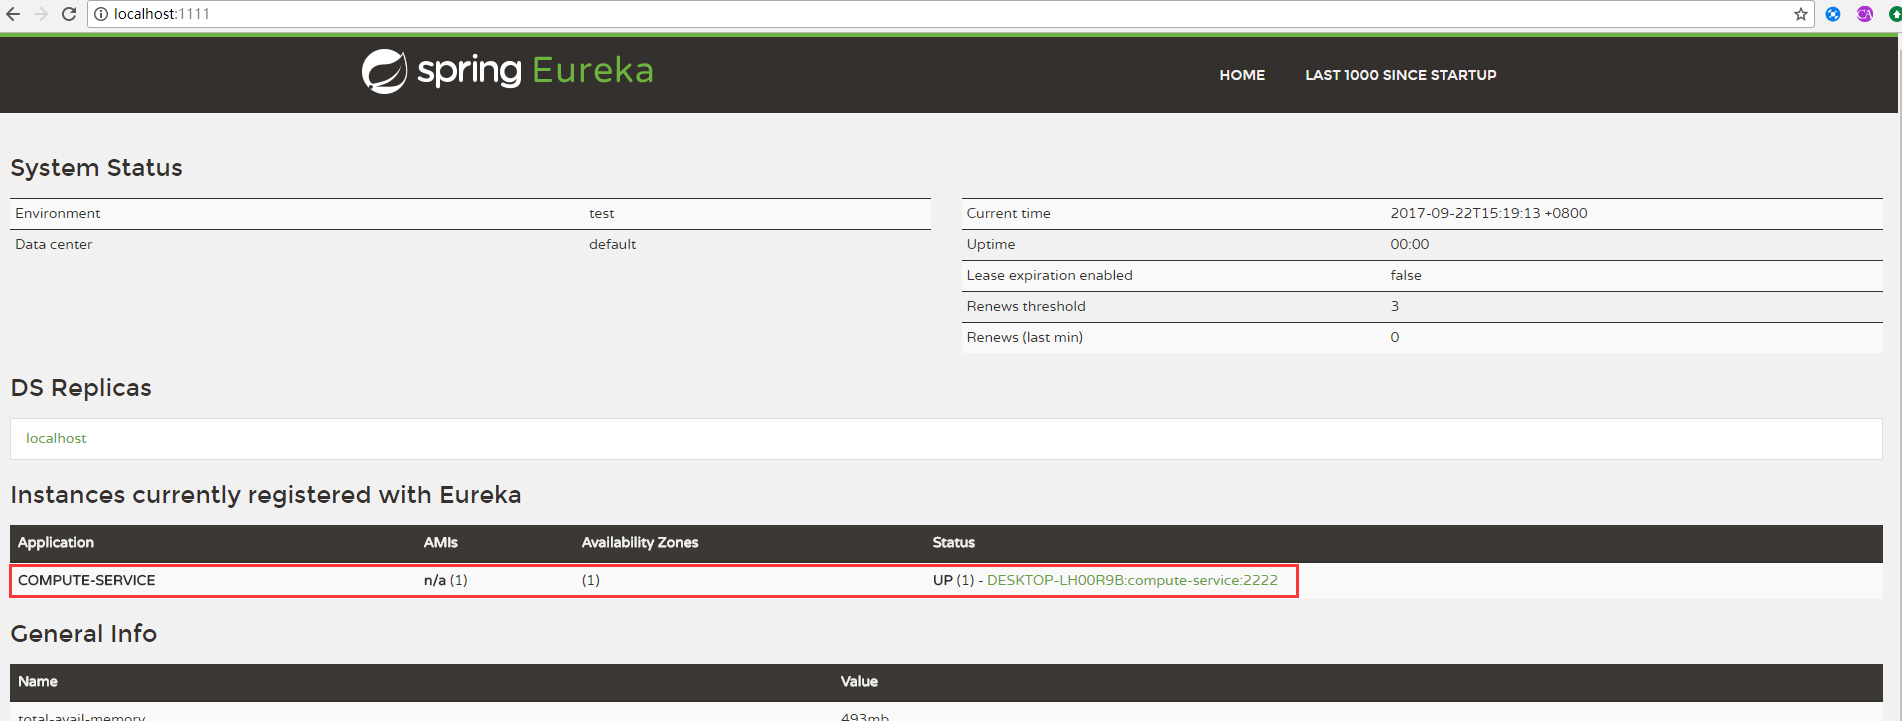 localhost:1111
spring Eureka
HOME LAST 1000 SINCE STARTUP
System Status
Environment test
Data center default
Current time 2017-09-22T15:19:13 +0800
Uptime 00:00
Lease expiration enabled false
Renews threshold 3
Renews (last min) 0
DS Replicas
localhost
Instances currently registered with Eureka
Application AMIs Availability Zones Status
COMPUTE-SERVICE n/a (1) (1) UP (1) - DESKTOP-LH00R9B:compute-service:2222
General Info
Name Value
total-avail-memory 493mb